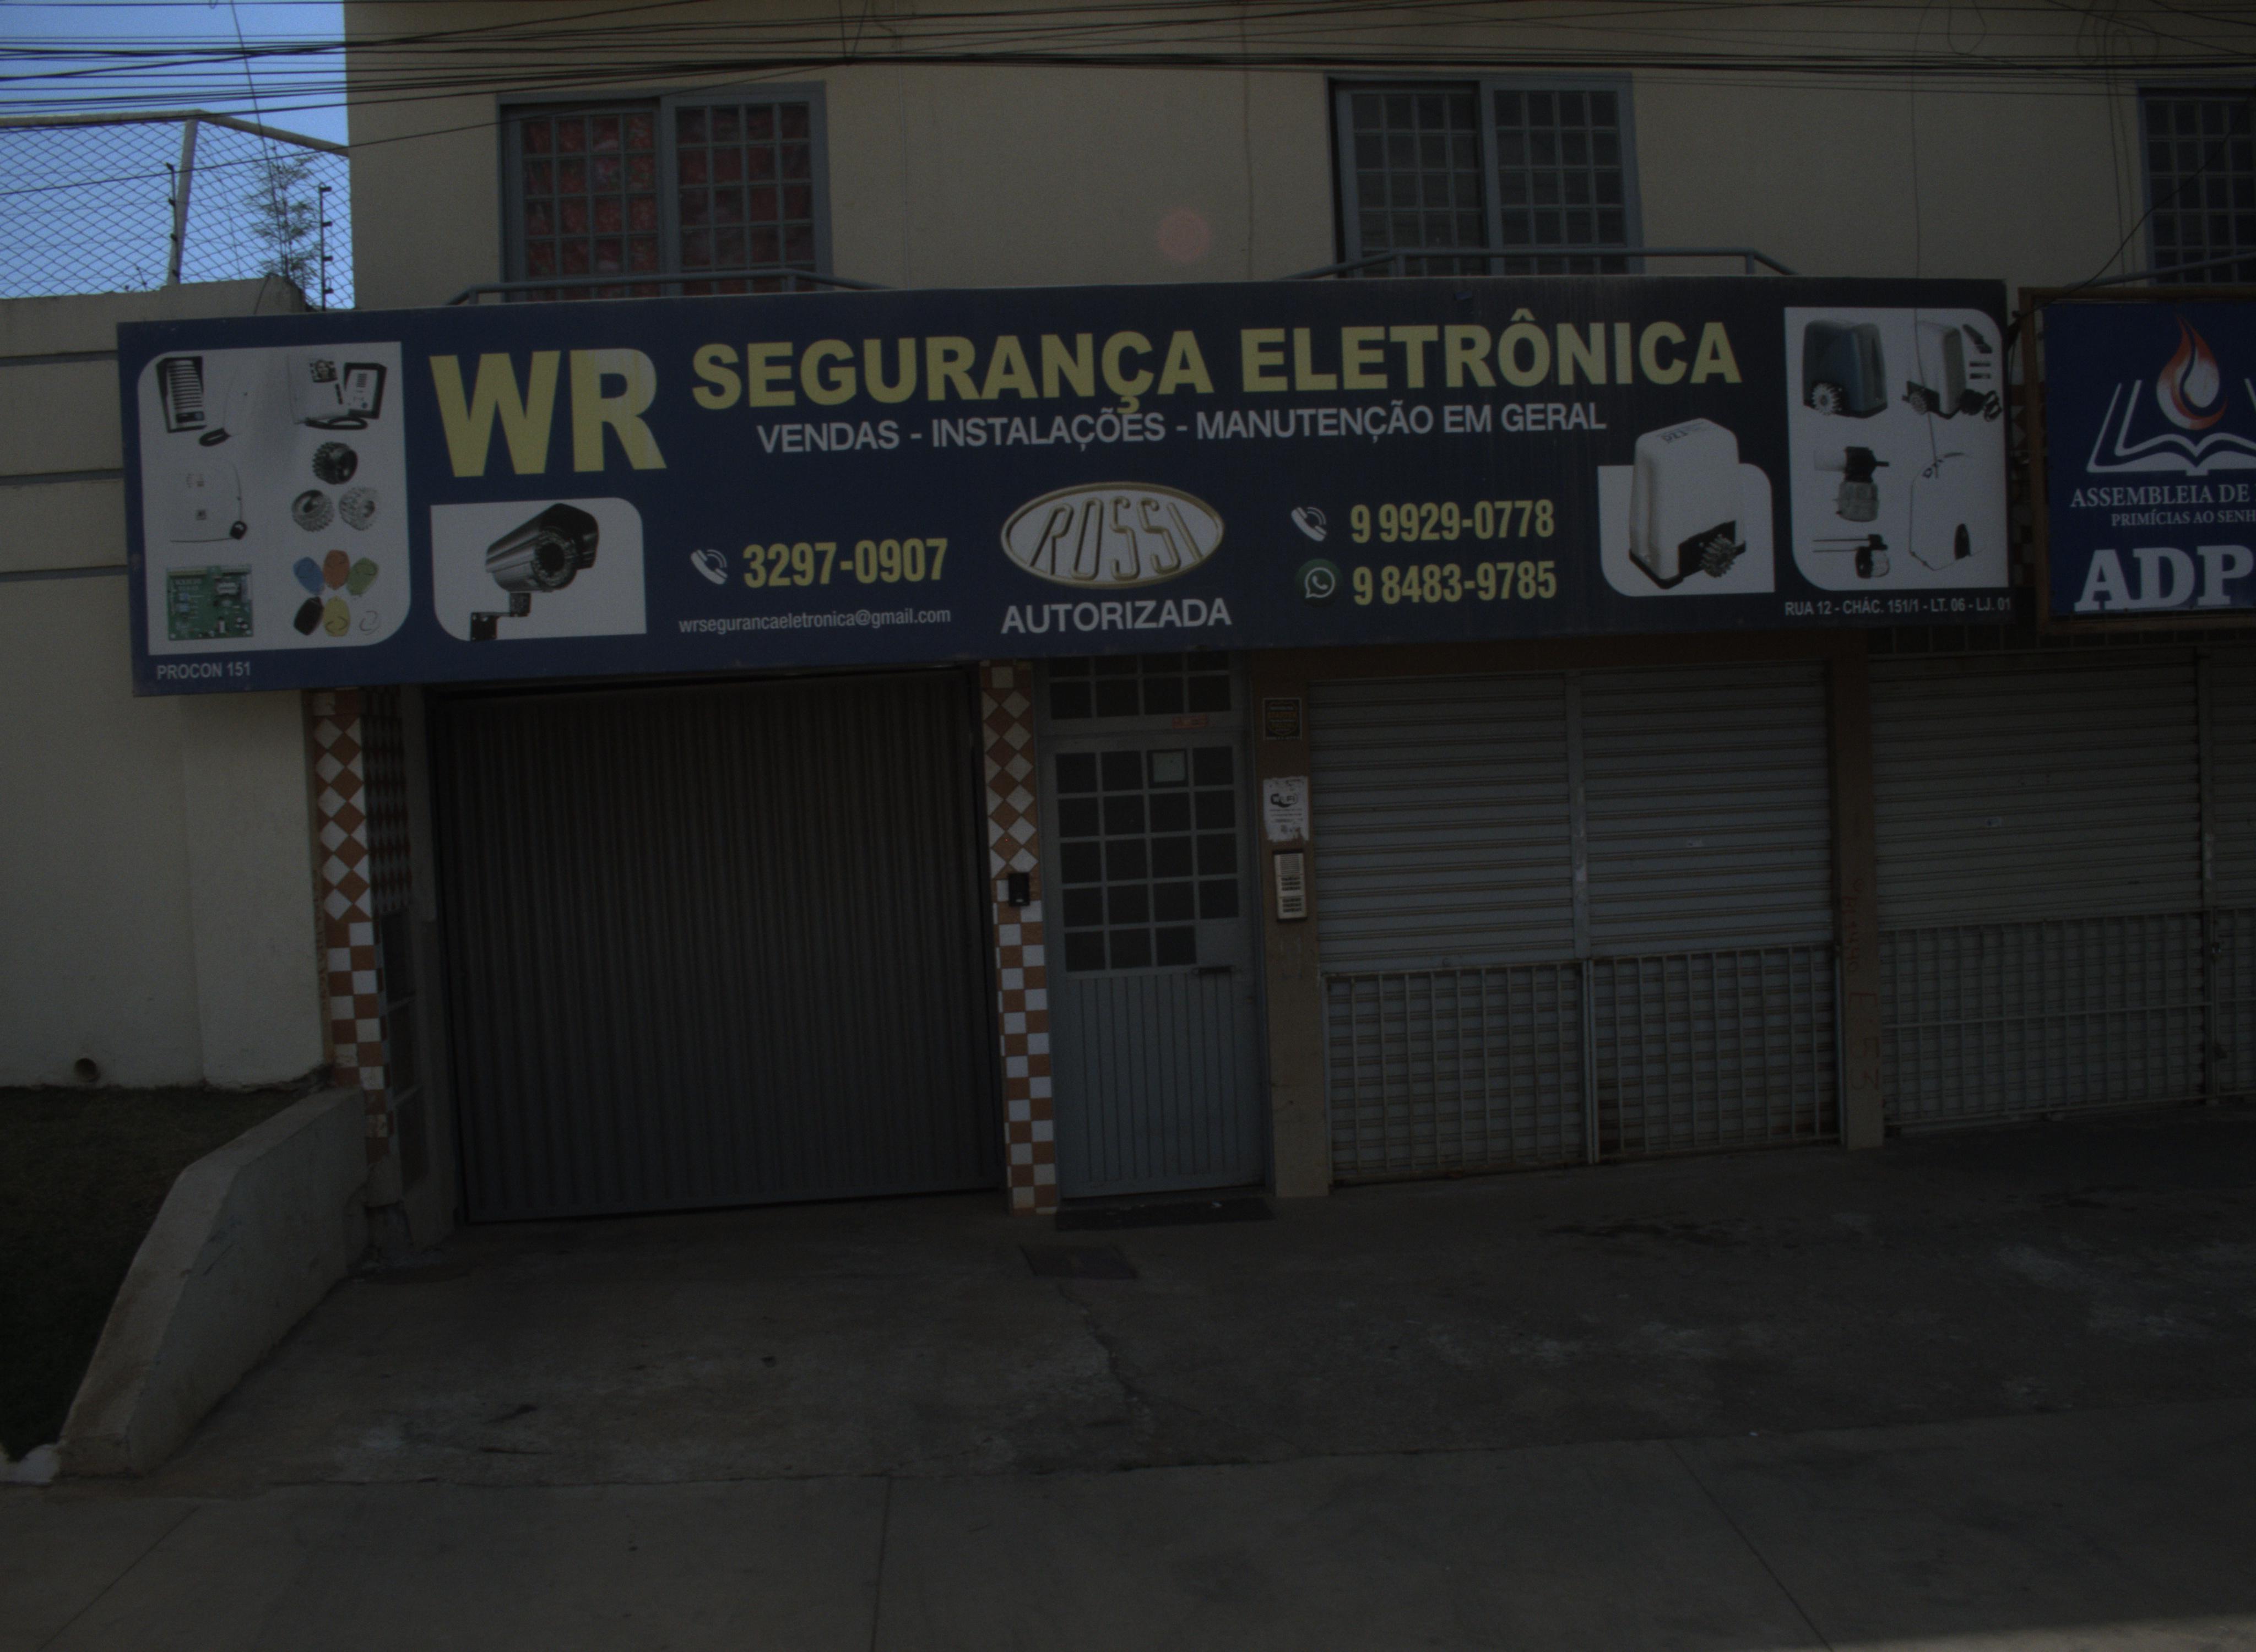 WR SEGURANÇA ELETRÔNICA
VENDAS - INSTALAÇÕES - MANUTENÇÃO EM GERAL
3297-0907
wrsegurancaeletronica@gmail.com
ROSSI
AUTORIZADA
9 9929-0778
9 8483-9785
PROCON 151
RUA 12 - CHÁC. 151/1 - LT. 06 - LJ. 01
ASSEMBLEIA DE
PRIMÍCIAS AO SENH
ADP